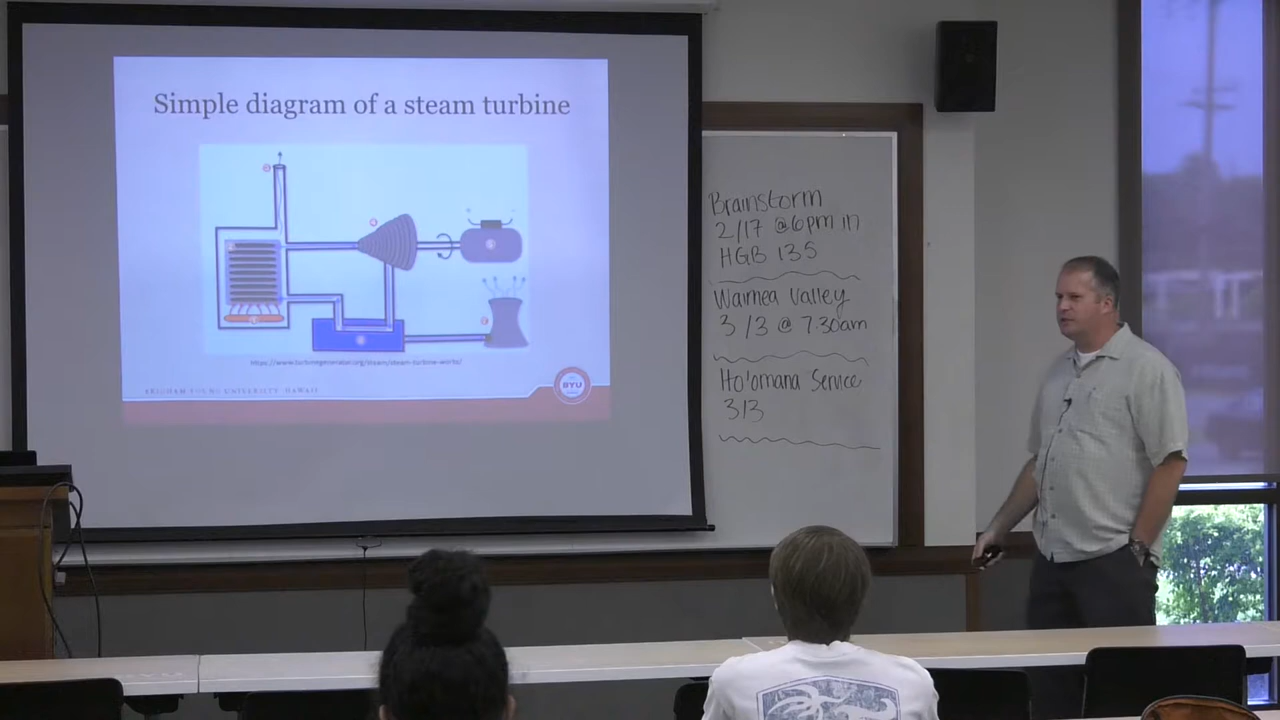 Simple diagram of a steam turbine
BRIGHAM YOUNG UNIVERSITY HAWAII
BYU
Brainstorm
2/17 @ 6pm in
HGB 135
Waimea Valley
3/3 @ 7:30am
Ho'omana Service
3/3